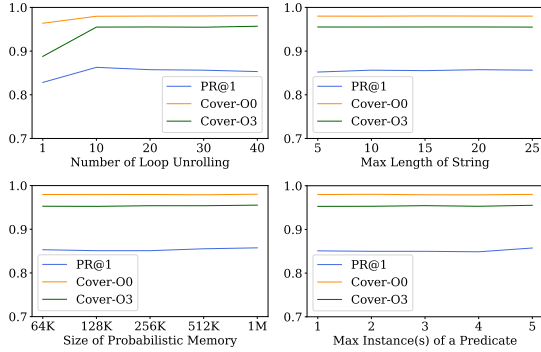 1.0
0.9
0.8
0.7
PR@1
Cover-O0
Cover-O3
1 10 20 30 40
Number of Loop Unrolling
1.0
0.9
0.8
0.7
PR@1
Cover-O0
Cover-O3
5 10 15 20 25
Max Length of String
1.0
0.9
0.8
0.7
PR@1
Cover-O0
Cover-O3
64K 128K 256K 512K 1M
Size of Probabilistic Memory
1.0
0.9
0.8
0.7
PR@1
Cover-O0
Cover-O3
1 2 3 4 5
Max Instance(s) of a Predicate